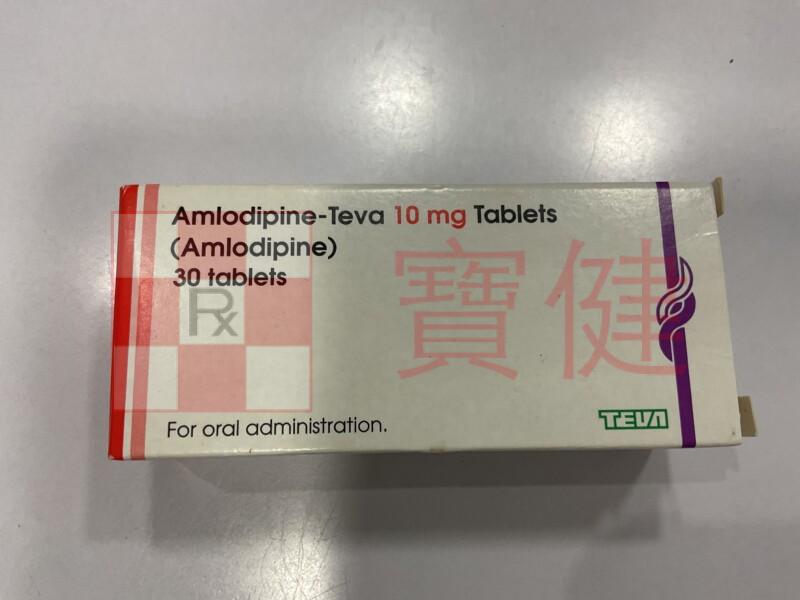 Amlodipine-Teva 10 mg Tablets
(Amlodipine)
30 tablets
Rx
寶健
For oral administration.
TEVA